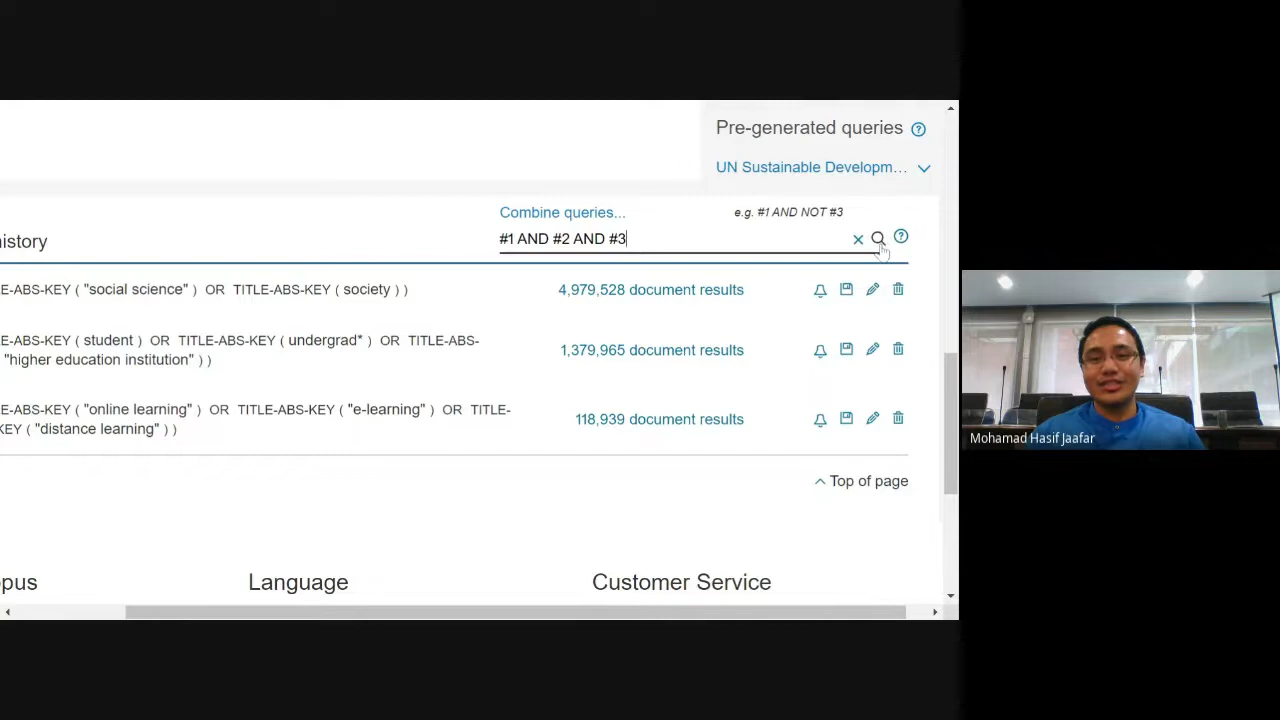 Pre-generated queries
UN Sustainable Developm...
Combine queries...
e.g. #1 AND NOT #3
#1 AND #2 AND #3
istory
E-ABS-KEY ( "social science" ) OR TITLE-ABS-KEY ( society ) )
4,979,528 document results
E-ABS-KEY ( student ) OR TITLE-ABS-KEY ( undergrad* ) OR TITLE-ABS-
"higher education institution" ) )
1,379,965 document results
E-ABS-KEY ( "online learning" ) OR TITLE-ABS-KEY ( "e-learning" ) OR TITLE-
KEY ( "distance learning" ) )
118,939 document results
Mohamad Hasif Jaafar
Top of page
opus
Language
Customer Service